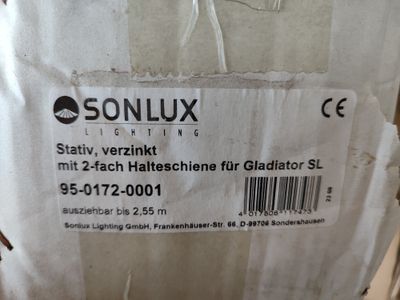 SONLUX
LIGHTING
CE
Stativ, verzinkt
mit 2-fach Halteschiene für Gladiator SL
95-0172-0001
ausziehbar bis 2,55 m
Sonlux Lighting GmbH, Frankenhäuser-Str. 66, D-99706 Sondershausen